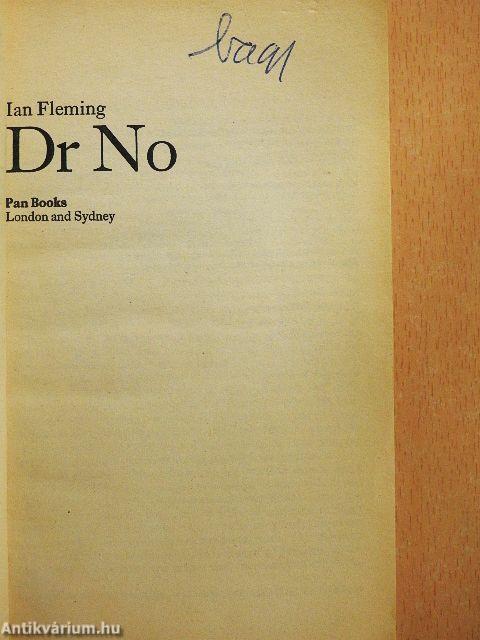 Ian Fleming
Dr No
Pan Books
London and Sydney
Antikvárium.hu